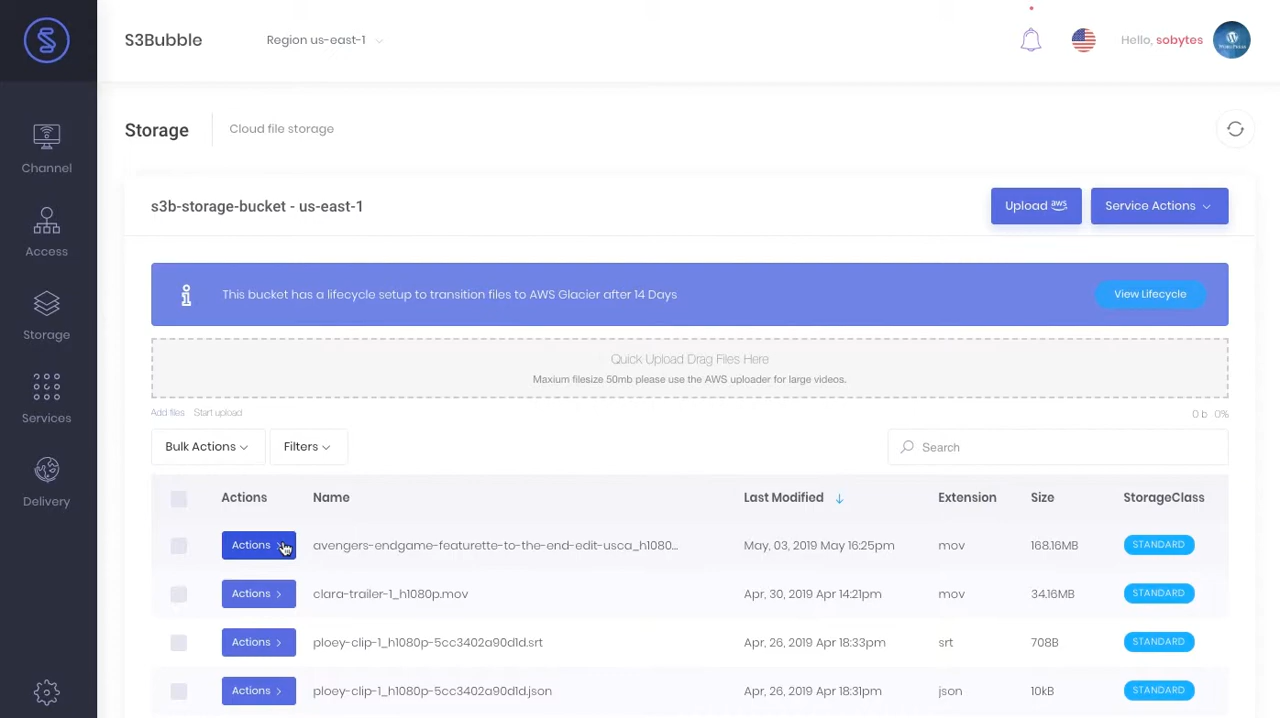 S3Bubble
Region us-east-1
Hello, sobytes
Storage
Cloud file storage
Channel
Access
Storage
Services
Delivery
s3b-storage-bucket - us-east-1
Upload aws
Service Actions
This bucket has a lifecycle setup to transition files to AWS Glacier after 14 Days
View Lifecycle
Quick Upload Drag Files Here
Maxium filesize 50mb please use the AWS uploader for large videos.
Add files Start upload
0 b 0%
Bulk Actions
Filters
Search
Actions Name Last Modified Extension Size StorageClass
Actions avengers-endgame-featurette-to-the-end-edit-usca_h1080... May, 03, 2019 May 16:25pm mov 168.16MB STANDARD
Actions clara-trailer-1_h1080p.mov Apr, 30, 2019 Apr 14:21pm mov 34.16MB STANDARD
Actions ploey-clip-1_h1080p-5cc3402a90d1d.srt Apr, 26, 2019 Apr 18:33pm srt 708B STANDARD
Actions ploey-clip-1_h1080p-5cc3402a90d1d.json Apr, 26, 2019 Apr 18:31pm json 10kB STANDARD